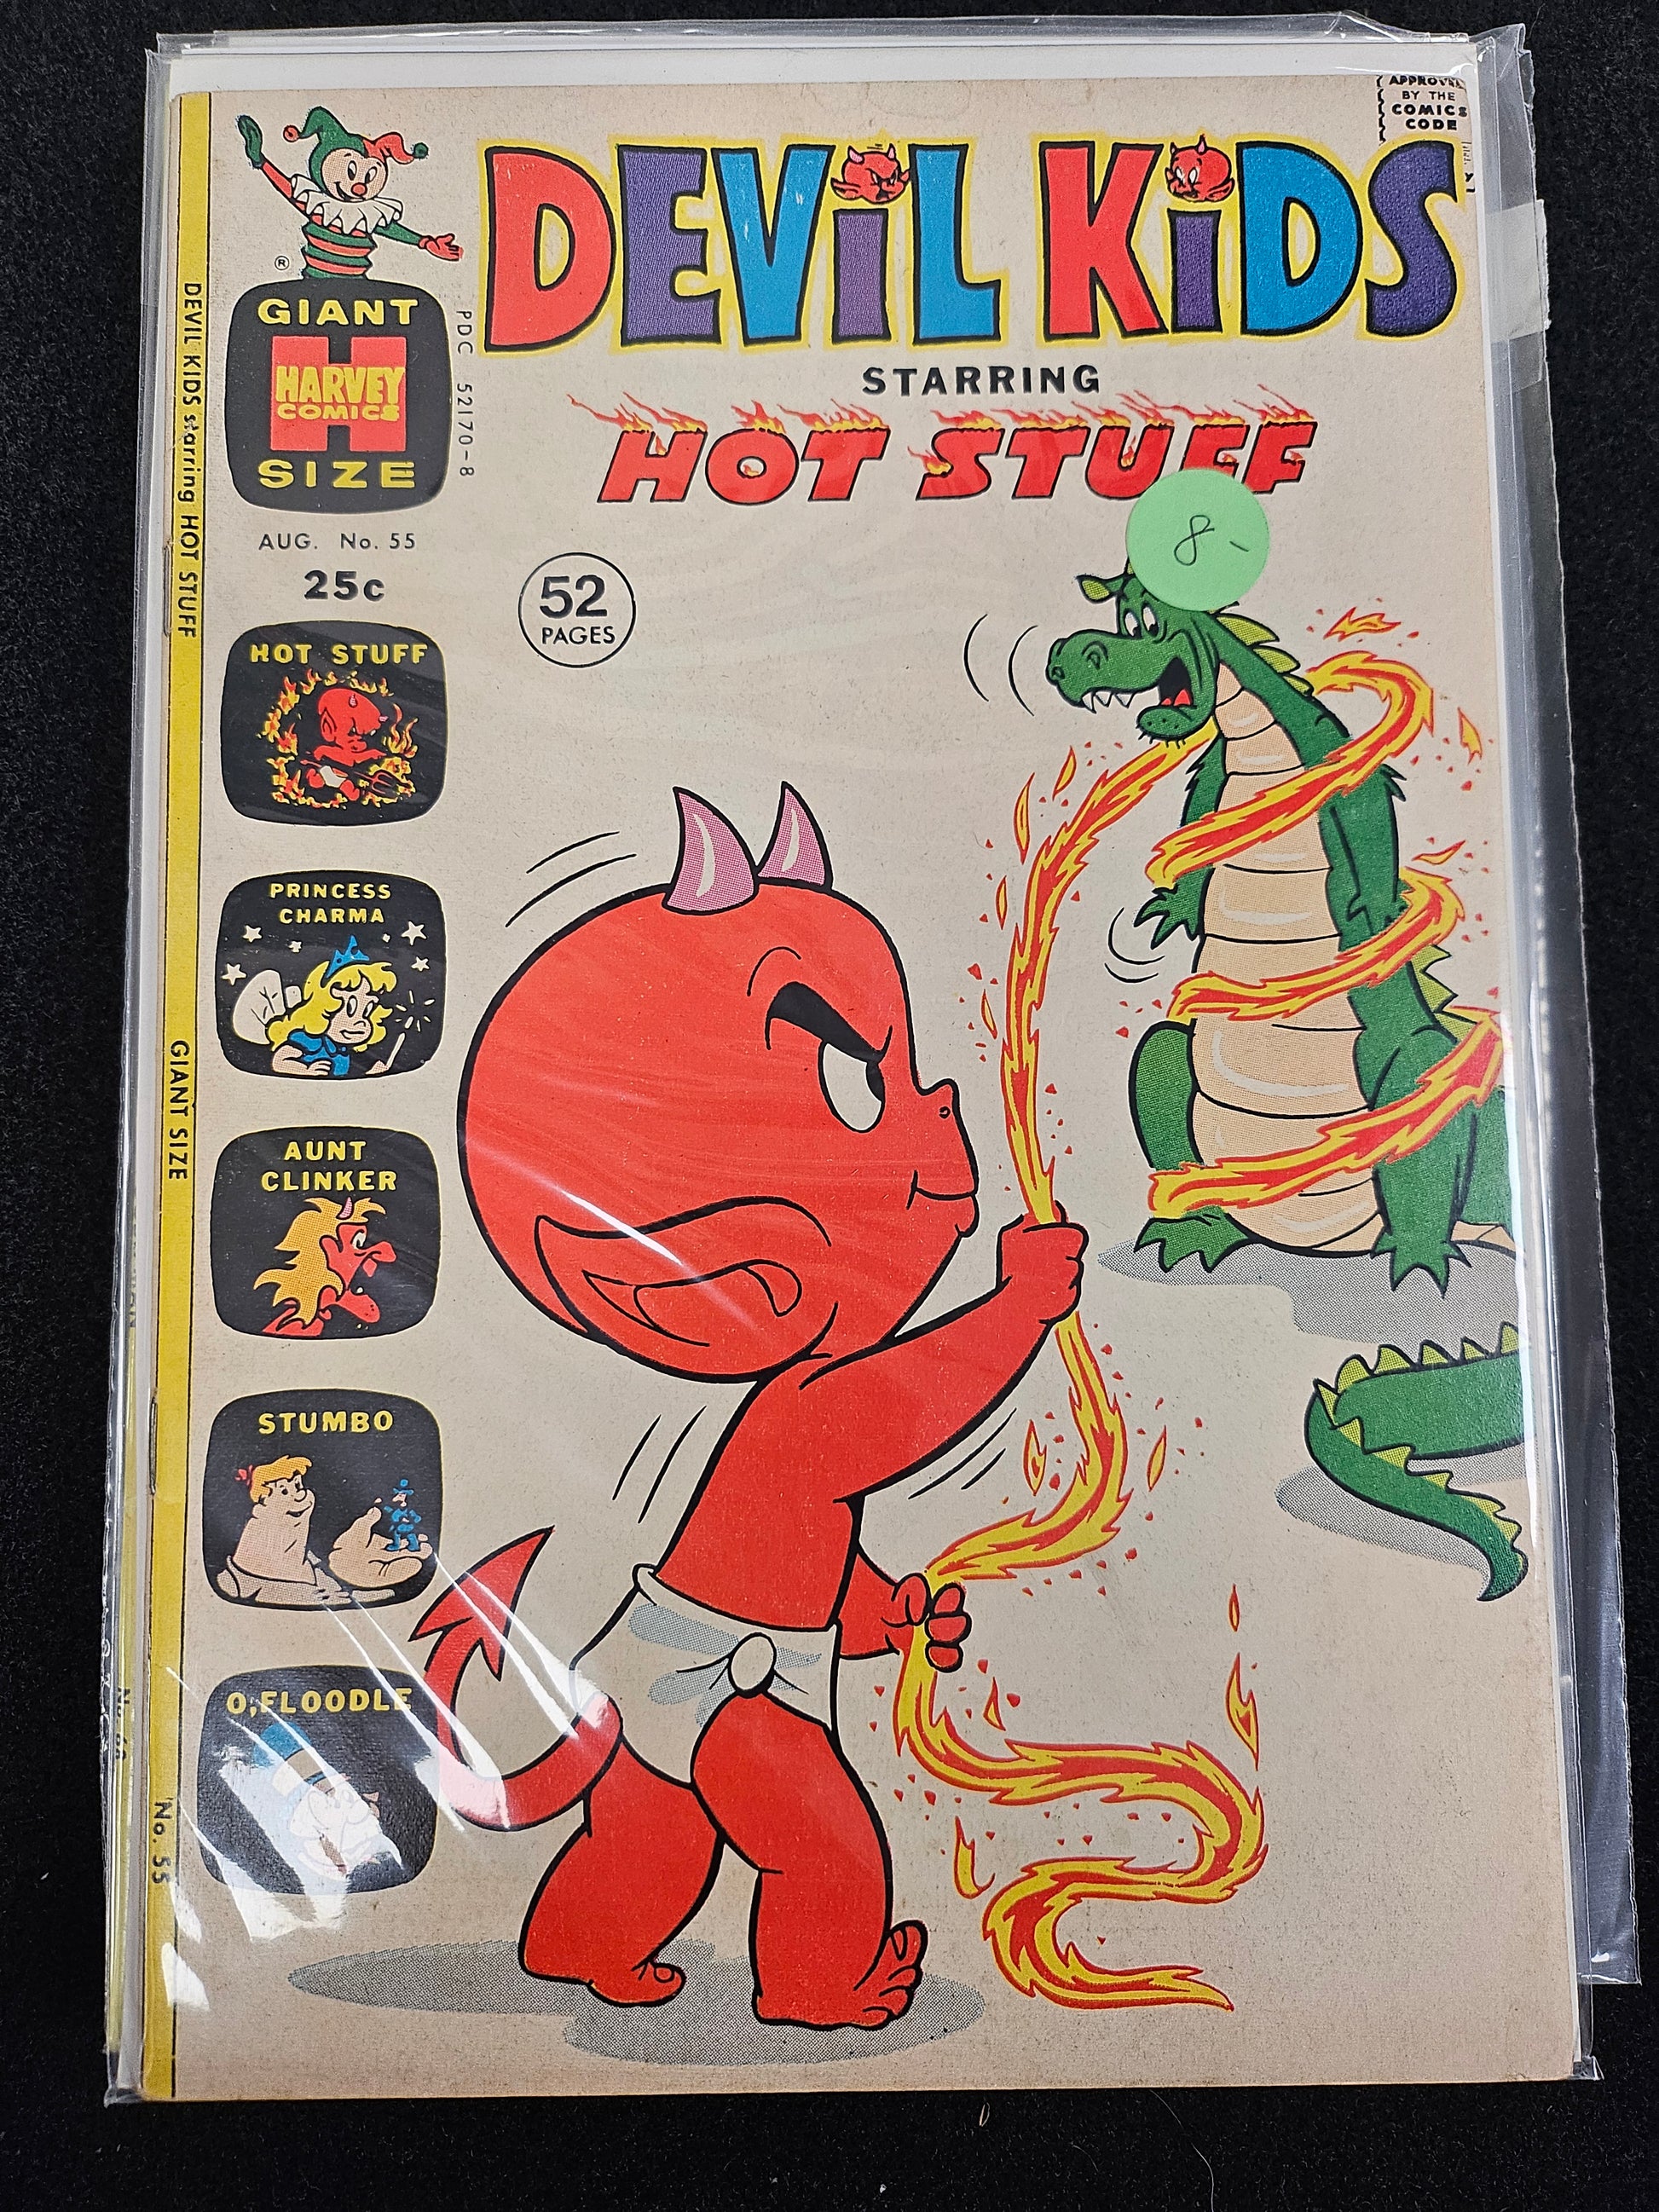 APPROVED
BY THE
COMICS
CODE
DEVIL KIDS
STARRING
HOT STUFF
®
GIANT
HARVEY
COMICS
SIZE
PDC 52170-8
AUG. No. 55
25c
52
PAGES
8-
HOT STUFF
PRINCESS
CHARMA
AUNT
CLINKER
STUMBO
O,FLOODLE
DEVIL KIDS starring HOT STUFF
GIANT SIZE
No. 55